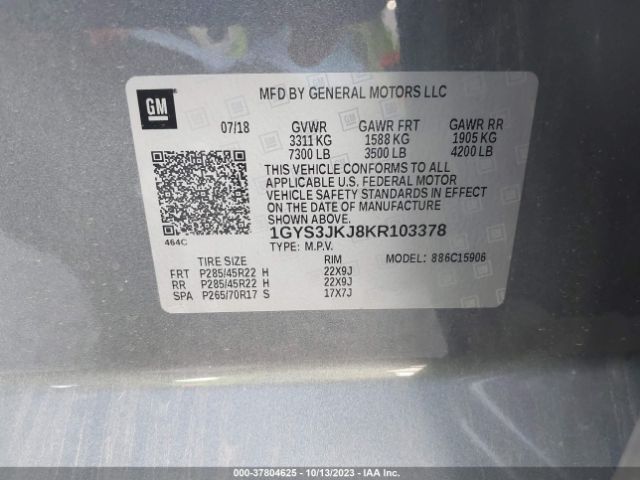 GM
MFD BY GENERAL MOTORS LLC
07/18 GVWR GAWR FRT GAWR RR
3311 KG 1588 KG 1905 KG
7300 LB 3500 LB 4200 LB
THIS VEHICLE CONFORMS TO ALL
APPLICABLE U.S. FEDERAL MOTOR
VEHICLE SAFETY STANDARDS IN EFFECT
ON THE DATE OF MANUFACTURE
SHOWN ABOVE.
464C
1GYS3JKJ8KR103378
TYPE: M.P.V.
MODEL: 886C15906
TIRE SIZE RIM
FRT P285/45R22 H 22X9J
RR P285/45R22 H 22X9J
SPA P265/70R17 S 17X7J
000-37804625 - 10/13/2023 - IAA Inc.